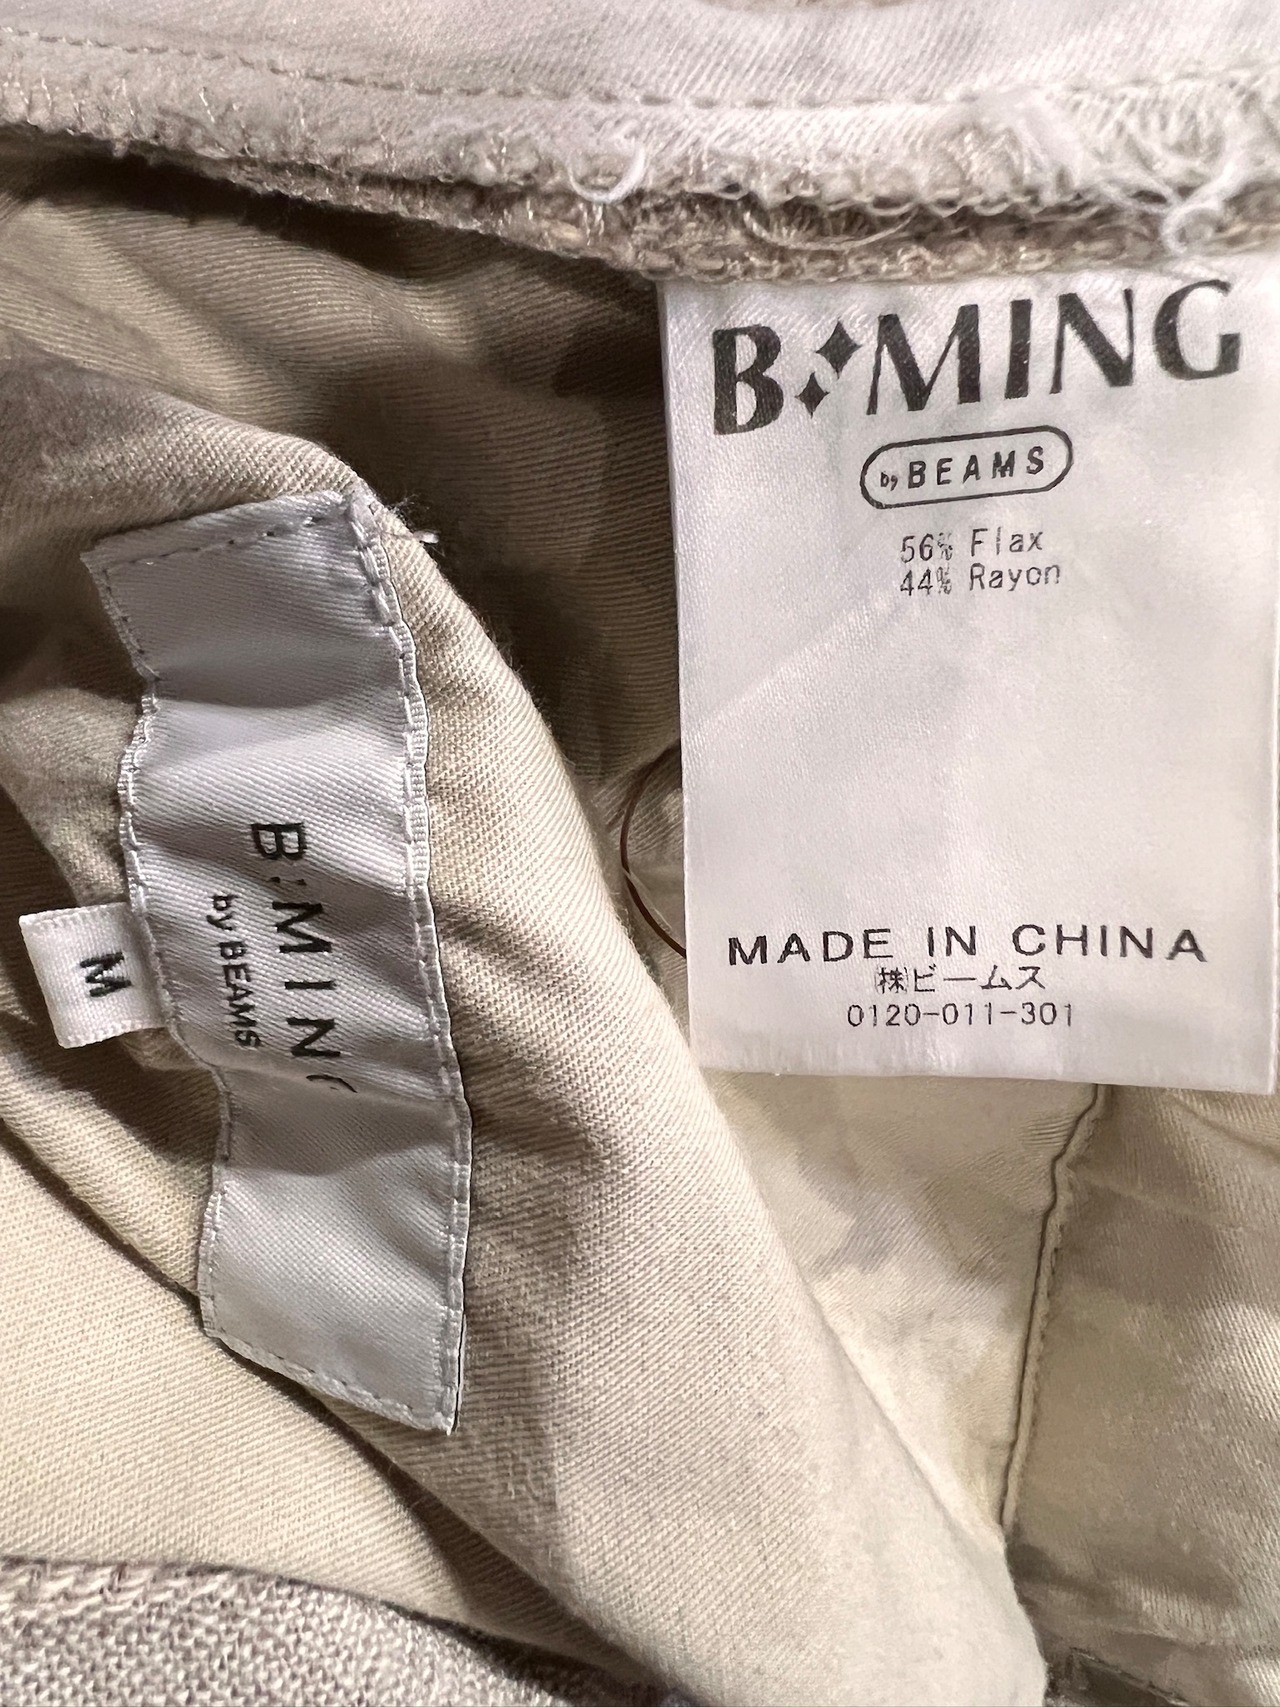 B:MING
by BEAMS
56% Flax
44% Rayon
MADE IN CHINA
㈱ビームス
0120-011-301
B:MING
by BEAMS
M